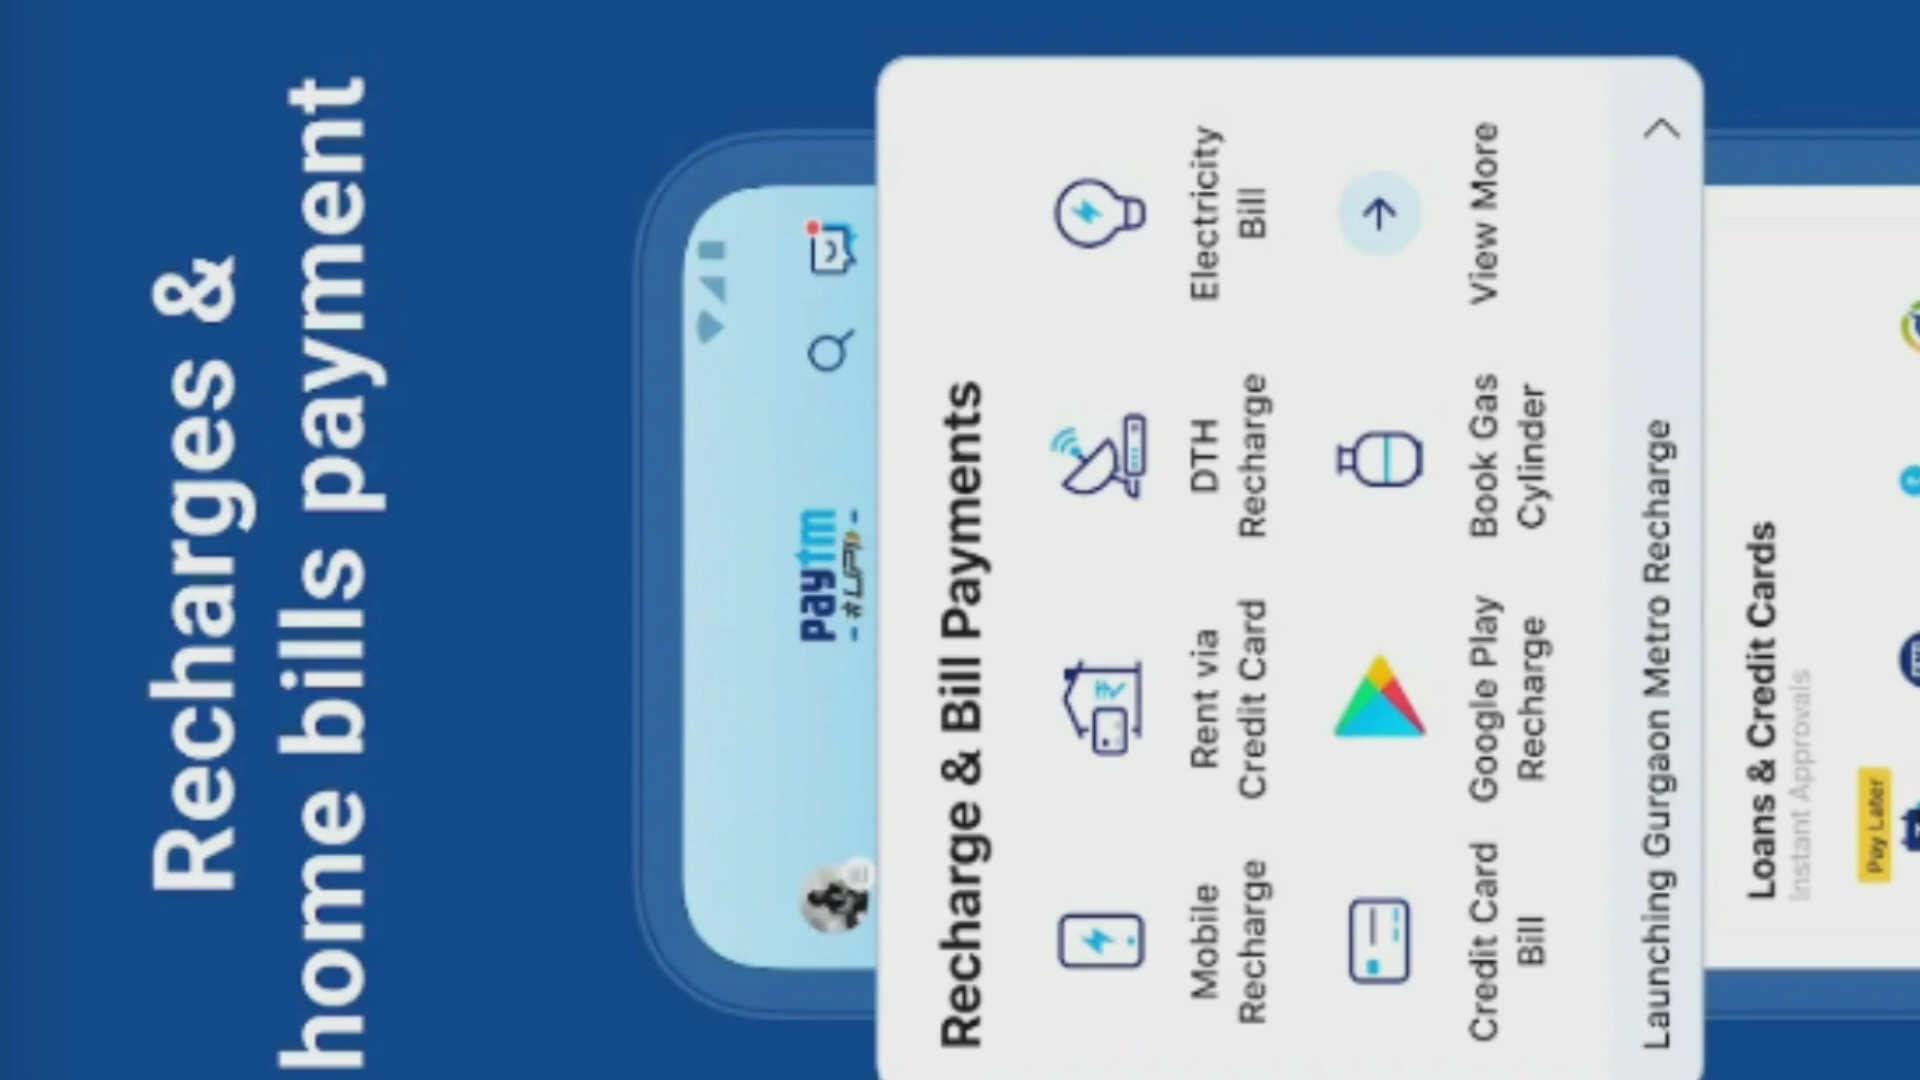 Recharges &
home bills payment
paytm
#UPI
Recharge & Bill Payments
Mobile
Recharge
Rent via
Credit Card
DTH
Recharge
Electricity
Bill
Credit Card
Bill
Google Play
Recharge
Book Gas
Cylinder
View More
Launching Gurgaon Metro Recharge
Loans & Credit Cards
Instant Approvals
Pay Later